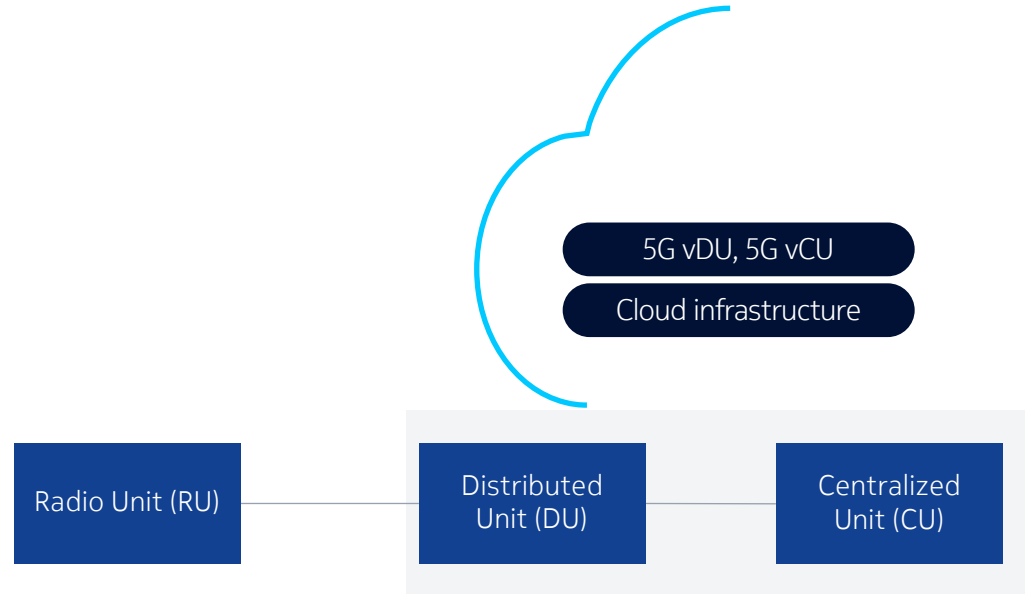 5G vDU, 5G vCU
Cloud infrastructure
Radio Unit (RU)
Distributed
Unit (DU)
Centralized
Unit (CU)